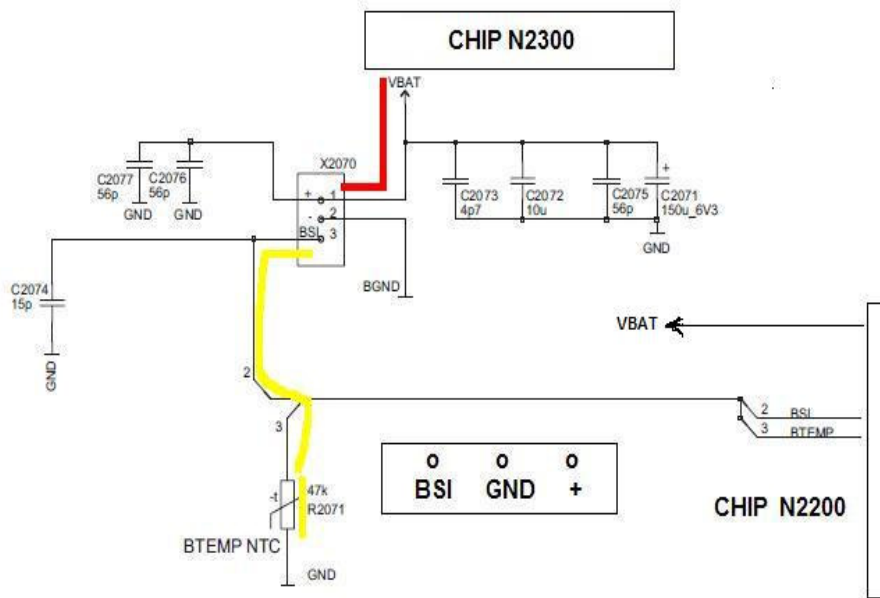 CHIP N2300
VBAT
X2070
C2077
56p
C2076
56p
GND
GND
+ 1
- 2
BSI 3
C2073
4p7
C2072
10u
C2075
56p
+
C2071
150u_6V3
GND
C2074
15p
GND
BGND
VBAT
2
3
2 BSI
3 BTEMP
BSI GND +
CHIP N2200
-t
47k
R2071
BTEMP NTC
GND